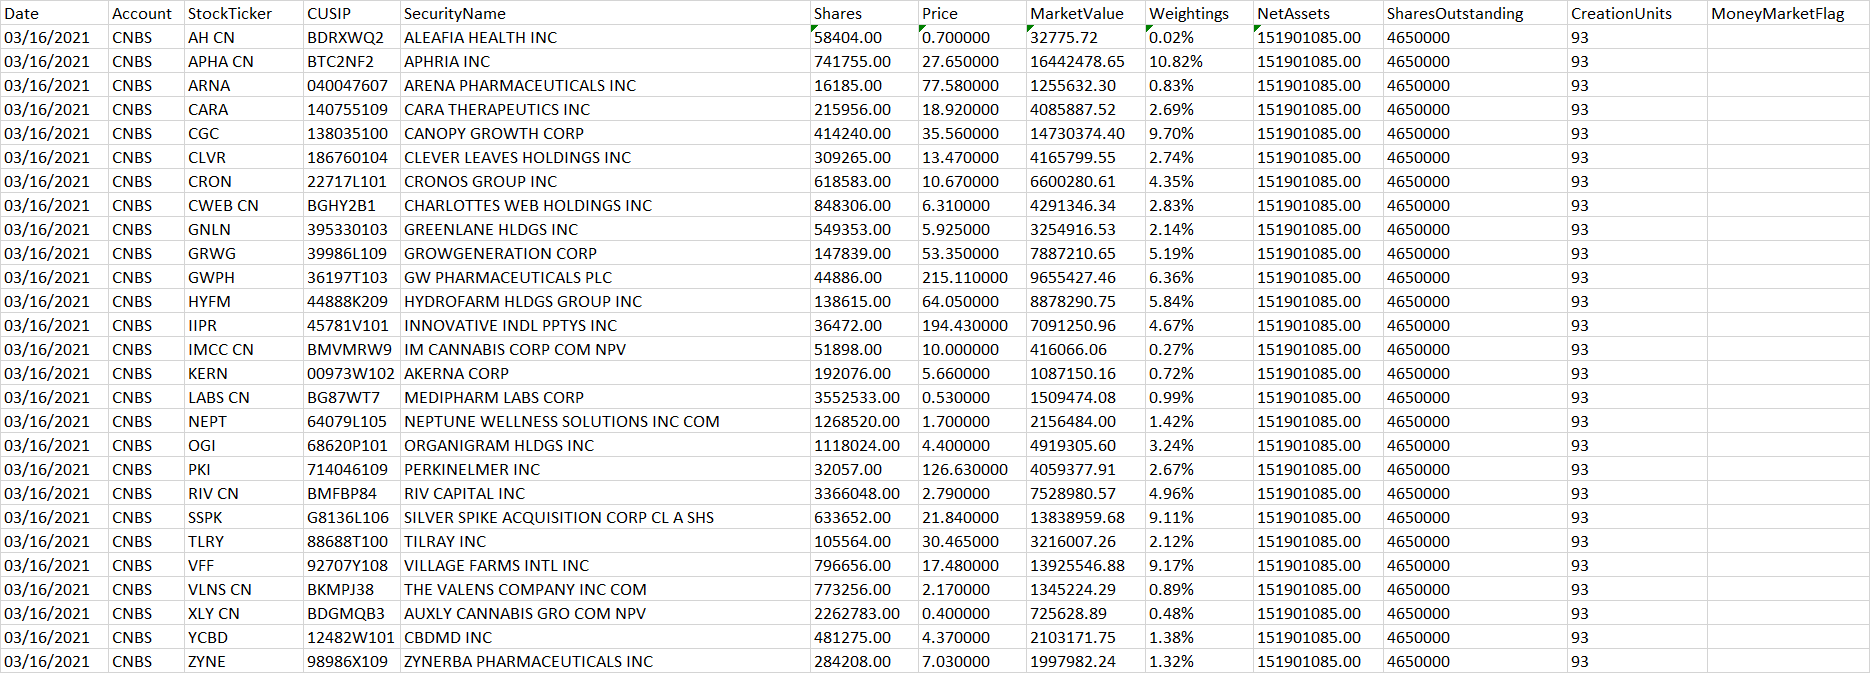 Date Account StockTicker CUSIP SecurityName Shares Price MarketValue Weightings NetAssets SharesOutstanding CreationUnits MoneyMarketFlag
03/16/2021 CNBS AH CN BDRXWQ2 ALEAFIA HEALTH INC 58404.00 0.700000 32775.72 0.02% 151901085.00 4650000 93
03/16/2021 CNBS APHA CN BTC2NF2 APHRIA INC 741755.00 27.650000 16442478.65 10.82% 151901085.00 4650000 93
03/16/2021 CNBS ARNA 040047607 ARENA PHARMACEUTICALS INC 16185.00 77.580000 1255632.30 0.83% 151901085.00 4650000 93
03/16/2021 CNBS CARA 140755109 CARA THERAPEUTICS INC 215956.00 18.920000 4085887.52 2.69% 151901085.00 4650000 93
03/16/2021 CNBS CGC 138035100 CANOPY GROWTH CORP 414240.00 35.560000 14730374.40 9.70% 151901085.00 4650000 93
03/16/2021 CNBS CLVR 186760104 CLEVER LEAVES HOLDINGS INC 309265.00 13.470000 4165799.55 2.74% 151901085.00 4650000 93
03/16/2021 CNBS CRON 22717L101 CRONOS GROUP INC 618583.00 10.670000 6600280.61 4.35% 151901085.00 4650000 93
03/16/2021 CNBS CWEB CN BGHY2B1 CHARLOTTES WEB HOLDINGS INC 848306.00 6.310000 4291346.34 2.83% 151901085.00 4650000 93
03/16/2021 CNBS GNLN 395330103 GREENLANE HLDGS INC 549353.00 5.925000 3254916.53 2.14% 151901085.00 4650000 93
03/16/2021 CNBS GRWG 39986L109 GROWGENERATION CORP 147839.00 53.350000 7887210.65 5.19% 151901085.00 4650000 93
03/16/2021 CNBS GWPH 36197T103 GW PHARMACEUTICALS PLC 44886.00 215.110000 9655427.46 6.36% 151901085.00 4650000 93
03/16/2021 CNBS HYFM 44888K209 HYDROFARM HLDGS GROUP INC 138615.00 64.050000 8878290.75 5.84% 151901085.00 4650000 93
03/16/2021 CNBS IIPR 45781V101 INNOVATIVE INDL PPTYS INC 36472.00 194.430000 7091250.96 4.67% 151901085.00 4650000 93
03/16/2021 CNBS IMCC CN BMVMRW9 IM CANNABIS CORP COM NPV 51898.00 10.000000 416066.06 0.27% 151901085.00 4650000 93
03/16/2021 CNBS KERN 00973W102 AKERNA CORP 192076.00 5.660000 1087150.16 0.72% 151901085.00 4650000 93
03/16/2021 CNBS LABS CN BG87WT7 MEDIPHARM LABS CORP 3552533.00 0.530000 1509474.08 0.99% 151901085.00 4650000 93
03/16/2021 CNBS NEPT 64079L105 NEPTUNE WELLNESS SOLUTIONS INC COM 1268520.00 1.700000 2156484.00 1.42% 151901085.00 4650000 93
03/16/2021 CNBS OGI 68620P101 ORGANIGRAM HLDGS INC 1118024.00 4.400000 4919305.60 3.24% 151901085.00 4650000 93
03/16/2021 CNBS PKI 714046109 PERKINELMER INC 32057.00 126.630000 4059377.91 2.67% 151901085.00 4650000 93
03/16/2021 CNBS RIV CN BMFBP84 RIV CAPITAL INC 3366048.00 2.790000 7528980.57 4.96% 151901085.00 4650000 93
03/16/2021 CNBS SSPK G8136L106 SILVER SPIKE ACQUISITION CORP CL A SHS 633652.00 21.840000 13838959.68 9.11% 151901085.00 4650000 93
03/16/2021 CNBS TLRY 88688T100 TILRAY INC 105564.00 30.465000 3216007.26 2.12% 151901085.00 4650000 93
03/16/2021 CNBS VFF 92707Y108 VILLAGE FARMS INTL INC 796656.00 17.480000 13925546.88 9.17% 151901085.00 4650000 93
03/16/2021 CNBS VLNS CN BKMPJ38 THE VALENS COMPANY INC COM 773256.00 2.170000 1345224.29 0.89% 151901085.00 4650000 93
03/16/2021 CNBS XLY CN BDGMQB3 AUXLY CANNABIS GRO COM NPV 2262783.00 0.400000 725628.89 0.48% 151901085.00 4650000 93
03/16/2021 CNBS YCBD 12482W101 CBDMD INC 481275.00 4.370000 2103171.75 1.38% 151901085.00 4650000 93
03/16/2021 CNBS ZYNE 98986X109 ZYNERBA PHARMACEUTICALS INC 284208.00 7.030000 1997982.24 1.32% 151901085.00 4650000 93